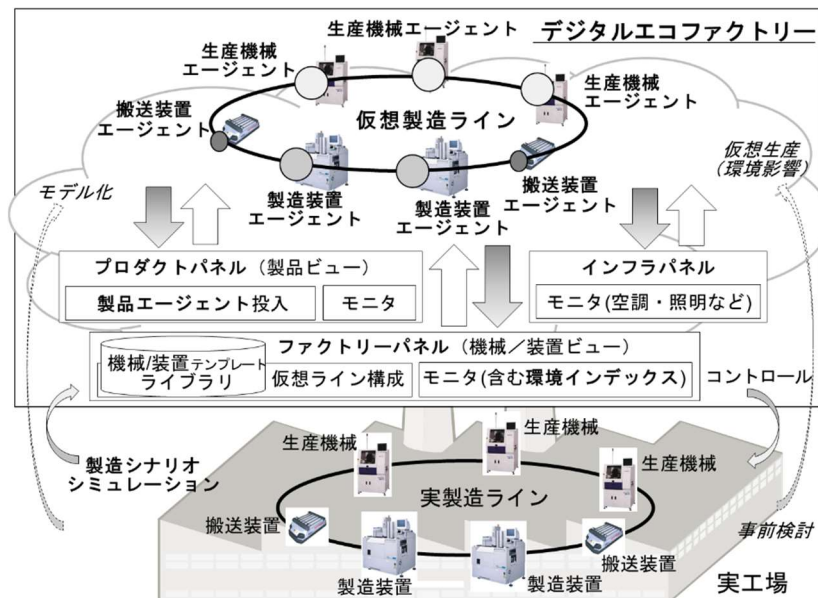 デジタルエコファクトリー
生産機械
エージェント
生産機械エージェント
生産機械
エージェント
搬送装置
エージェント
仮想製造ライン
製造装置
エージェント
製造装置
エージェント
搬送装置
エージェント
モデル化
仮想生産
(環境影響)
プロダクトパネル（製品ビュー）
製品エージェント投入
モニタ
インフラパネル
モニタ(空調・照明など)
ファクトリーパネル（機械／装置ビュー）
機械/装置テンプレート
ライブラリ
仮想ライン構成
モニタ(含む環境インデックス)
コントロール
製造シナリオ
シミュレーション
生産機械
生産機械
生産機械
実製造ライン
搬送装置
製造装置
製造装置
搬送装置
事前検討
実工場